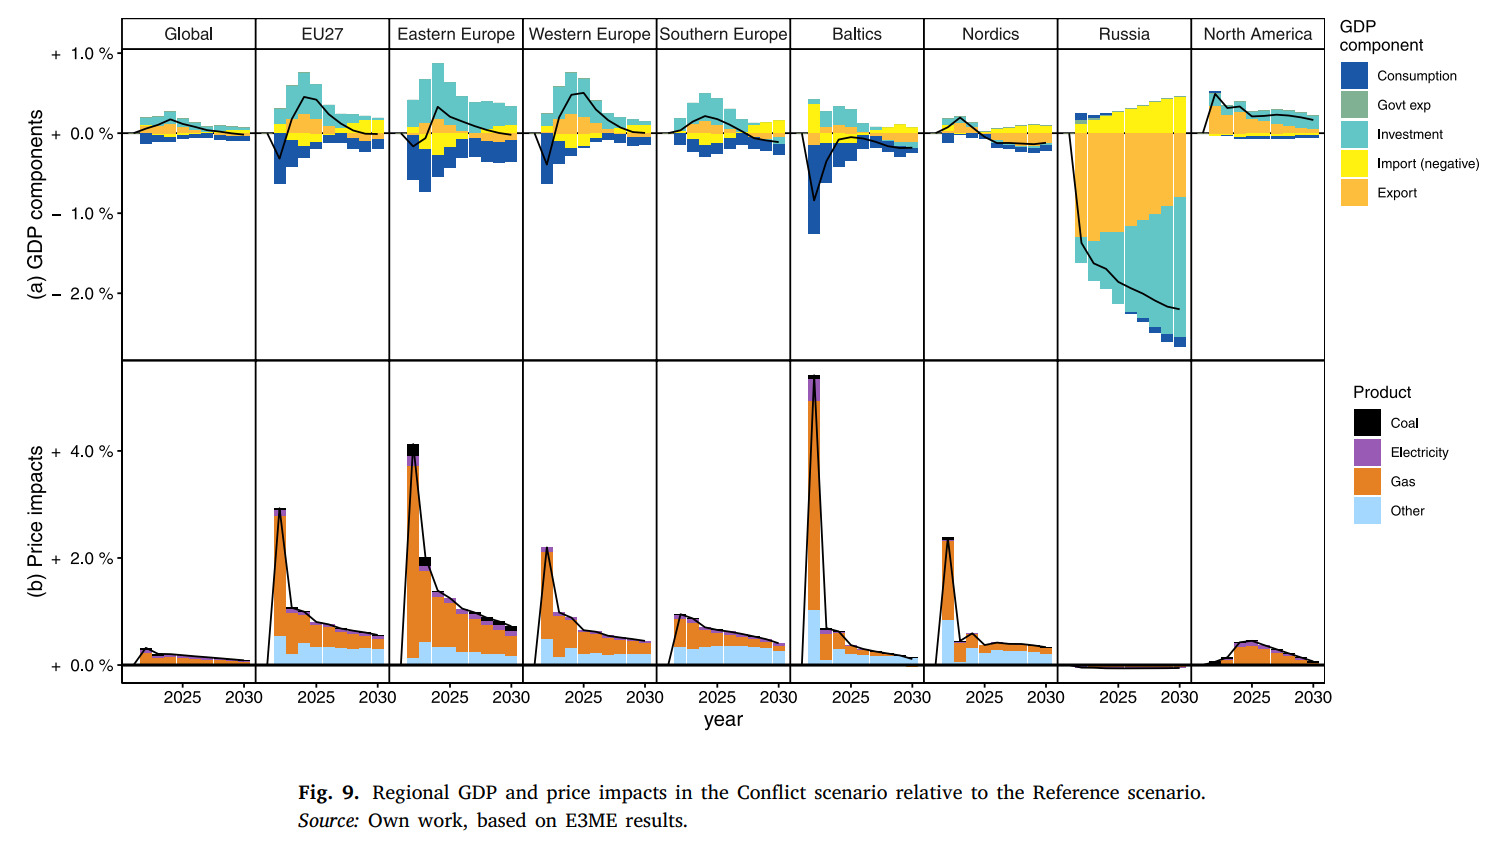 Global EU27 Eastern Europe Western Europe Southern Europe Baltics Nordics Russia North America
(a) GDP components
+ 1.0 %
+ 0.0 %
− 1.0 %
− 2.0 %
GDP
component
Consumption
Govt exp
Investment
Import (negative)
Export
(b) Price impacts
+ 4.0 %
+ 2.0 %
+ 0.0 %
Product
Coal
Electricity
Gas
Other
2025 2030 2025 2030 2025 2030 2025 2030 2025 2030 2025 2030 2025 2030 2025 2030 2025 2030
year
Fig. 9. Regional GDP and price impacts in the Conflict scenario relative to the Reference scenario.
Source: Own work, based on E3ME results.